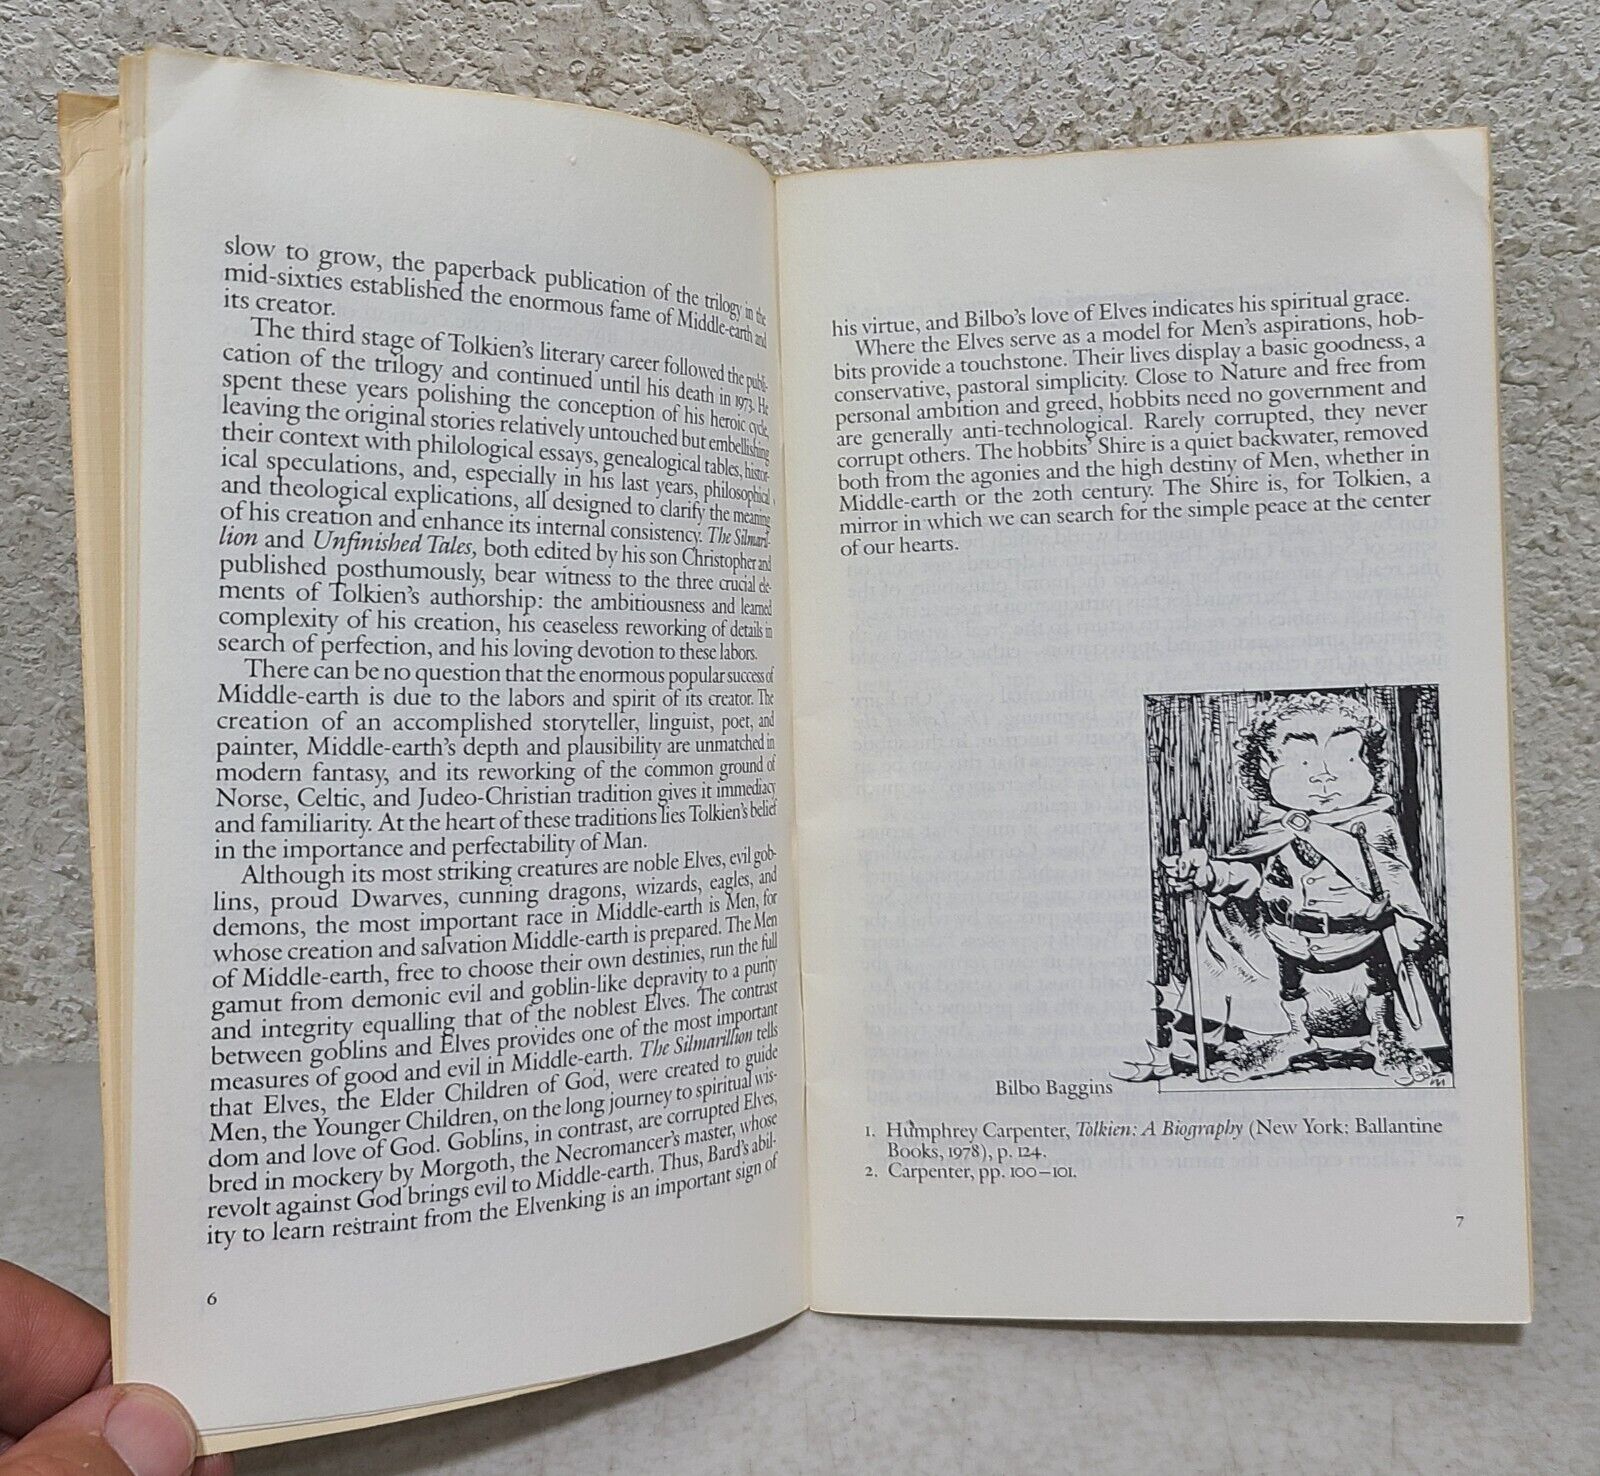 slow to grow, the paperback publication of the trilogy in the
mid-sixties established the enormous fame of Middle-earth and
its creator.
The third stage of Tolkien's literary career followed the publi-
cation of the trilogy and continued until his death in 1973. He
spent these years polishing the conception of his heroic cycle,
leaving the original stories relatively untouched but embellishing
their context with philological essays, genealogical tables, histor-
ical speculations, and, especially in his last years, philosophical
and theological explications, all designed to clarify the meaning
of his creation and enhance its internal consistency. The Silmaril-
lion and Unfinished Tales, both edited by his son Christopher and
published posthumously, bear witness to the three crucial ele-
ments of Tolkien's authorship: the ambitiousness and learned
complexity of his creation, his ceaseless reworking of details in
search of perfection, and his loving devotion to these labors.
There can be no question that the enormous popular success of
Middle-earth is due to the labors and spirit of its creator. The
creation of an accomplished storyteller, linguist, poet, and
painter, Middle-earth's depth and plausibility are unmatched in
modern fantasy, and its reworking of the common ground of
Norse, Celtic, and Judeo-Christian tradition gives it immediacy
and familiarity. At the heart of these traditions lies Tolkien's belief
in the importance and perfectability of Man.
Although its most striking creatures are noble Elves, evil gob-
lins, proud Dwarves, cunning dragons, wizards, eagles, and
demons, the most important race in Middle-earth is Men, for
whose creation and salvation Middle-earth is prepared. The Men
of Middle-earth, free to choose their own destinies, run the full
gamut from demonic evil and goblin-like depravity to a purity
and integrity equalling that of the noblest Elves. The contrast
between goblins and Elves provides one of the most important
measures of good and evil in Middle-earth. The Silmarillion tells
that Elves, the Elder Children of God, were created to guide
Men, the Younger Children, on the long journey to spiritual wis-
dom and love of God. Goblins, in contrast, are corrupted Elves,
bred in mockery by Morgoth, the Necromancer's master, whose
revolt against God brings evil to Middle-earth. Thus, Bard's abil-
ity to learn restraint from the Elvenking is an important sign of
6
his virtue, and Bilbo's love of Elves indicates his spiritual grace.
Where the Elves serve as a model for Men's aspirations, hob-
bits provide a touchstone. Their lives display a basic goodness, a
conservative, pastoral simplicity. Close to Nature and free from
personal ambition and greed, hobbits need no government and
are generally anti-technological. Rarely corrupted, they never
corrupt others. The hobbits' Shire is a quiet backwater, removed
both from the agonies and the high destiny of Men, whether in
Middle-earth or the 20th century. The Shire is, for Tolkien, a
mirror in which we can search for the simple peace at the center
of our hearts.
Bilbo Baggins
1. Humphrey Carpenter, Tolkien: A Biography (New York: Ballantine
Books, 1978), p. 124.
2. Carpenter, pp. 100–101.
7